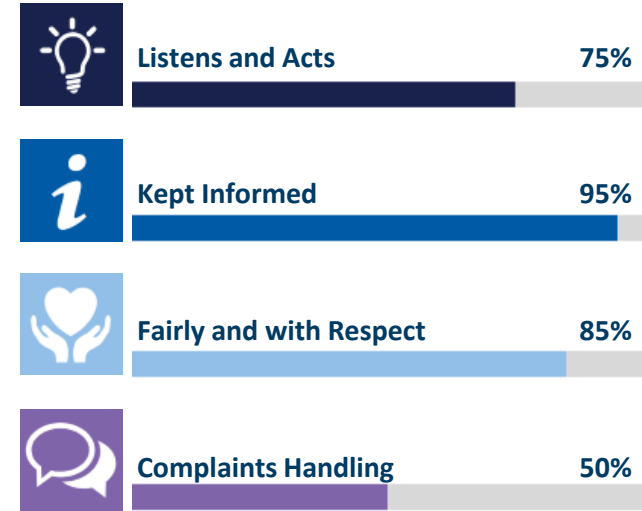 Listens and Acts 75%
Kept Informed 95%
Fairly and with Respect 85%
Complaints Handling 50%